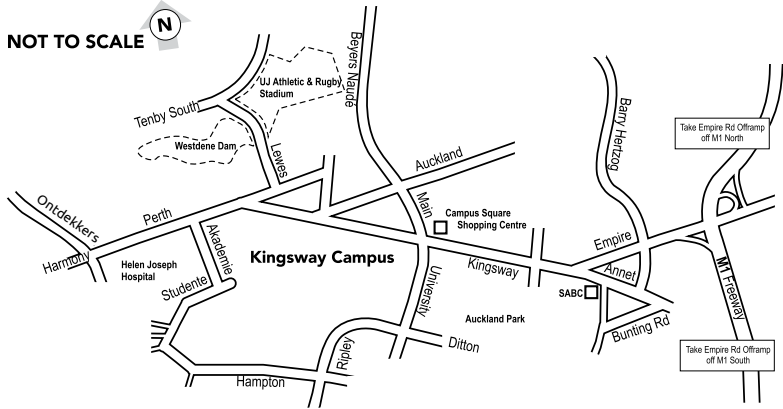 N
NOT TO SCALE
Beyers Naudé
UJ Athletic & Rugby
Stadium
Tenby South
Westdene Dam
Lewes
Auckland
Barry Hertzog
Take Empire Rd Offramp
off M1 North
Ontdekkers
Perth
Main
Campus Square
Shopping Centre
Harmony
Akademie
Helen Joseph
Hospital
Kingsway Campus
Kingsway
Empire
Annet
M1 Freeway
Studente
University
SABC
Auckland Park
Bunting Rd
Ripley
Ditton
Take Empire Rd Offramp
off M1 South
Hampton